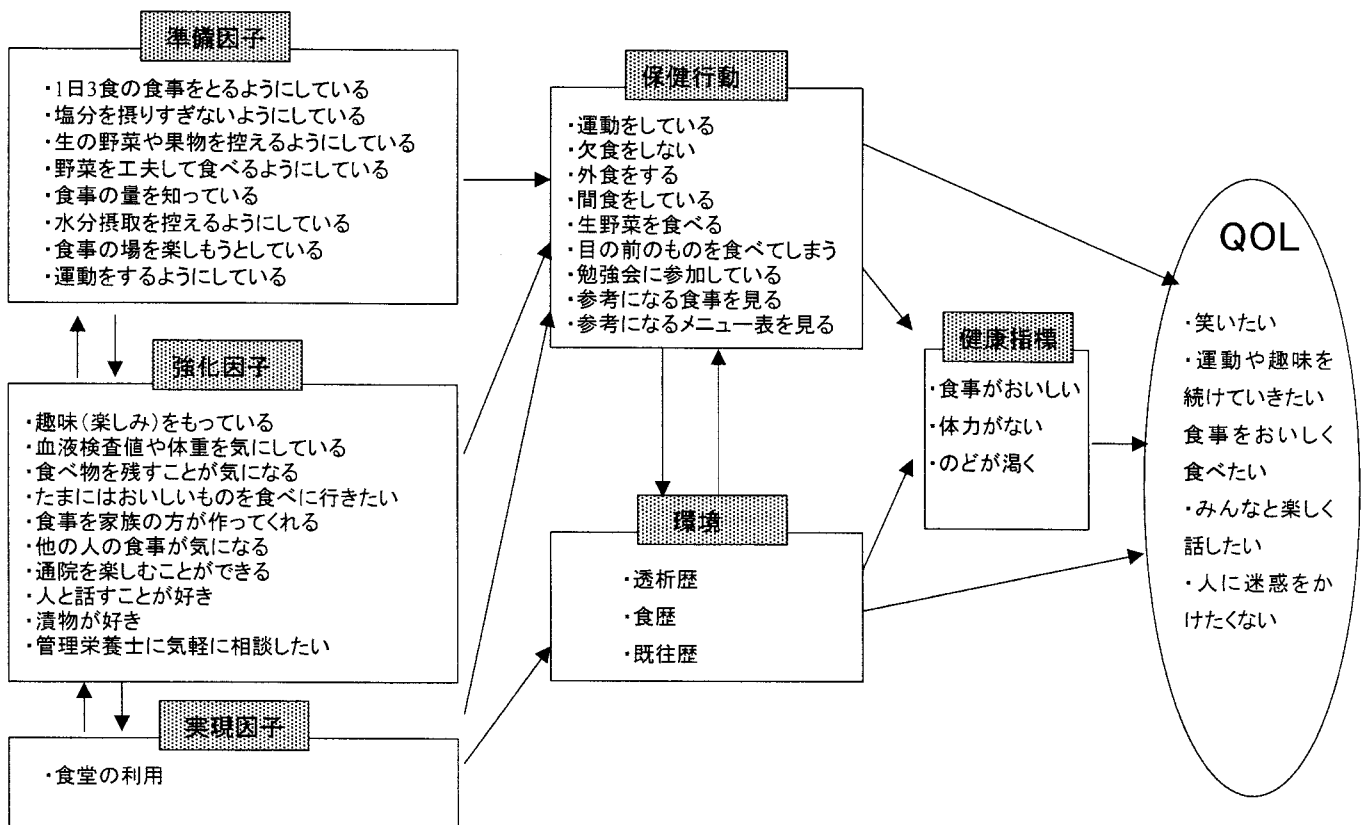 準備因子
・1日3食の食事をとるようにしている
・塩分を摂りすぎないようにしている
・生の野菜や果物を控えるようにしている
・野菜を工夫して食べるようにしている
・食事の量を知っている
・水分摂取を控えるようにしている
・食事の場を楽しもうとしている
・運動をするようにしている
強化因子
・趣味(楽しみ)をもっている
・血液検査値や体重を気にしている
・食べ物を残すことが気になる
・たまにはおいしいものを食べに行きたい
・食事を家族の方が作ってくれる
・他の人の食事が気になる
・通院を楽しむことができる
・人と話すことが好き
・漬物が好き
・管理栄養士に気軽に相談したい
実現因子
・食堂の利用
保健行動
・運動をしている
・欠食をしない
・外食をする
・間食をしている
・生野菜を食べる
・目の前のものを食べてしまう
・勉強会に参加している
・参考になる食事を見る
・参考になるメニュー表を見る
環境
・透析歴
・食歴
・既往歴
健康指標
・食事がおいしい
・体力がない
・のどが渇く
QOL
・笑いたい
・運動や趣味を
続けていきたい
食事をおいしく
食べたい
・みんなと楽しく
話したい
・人に迷惑をか
けたくない